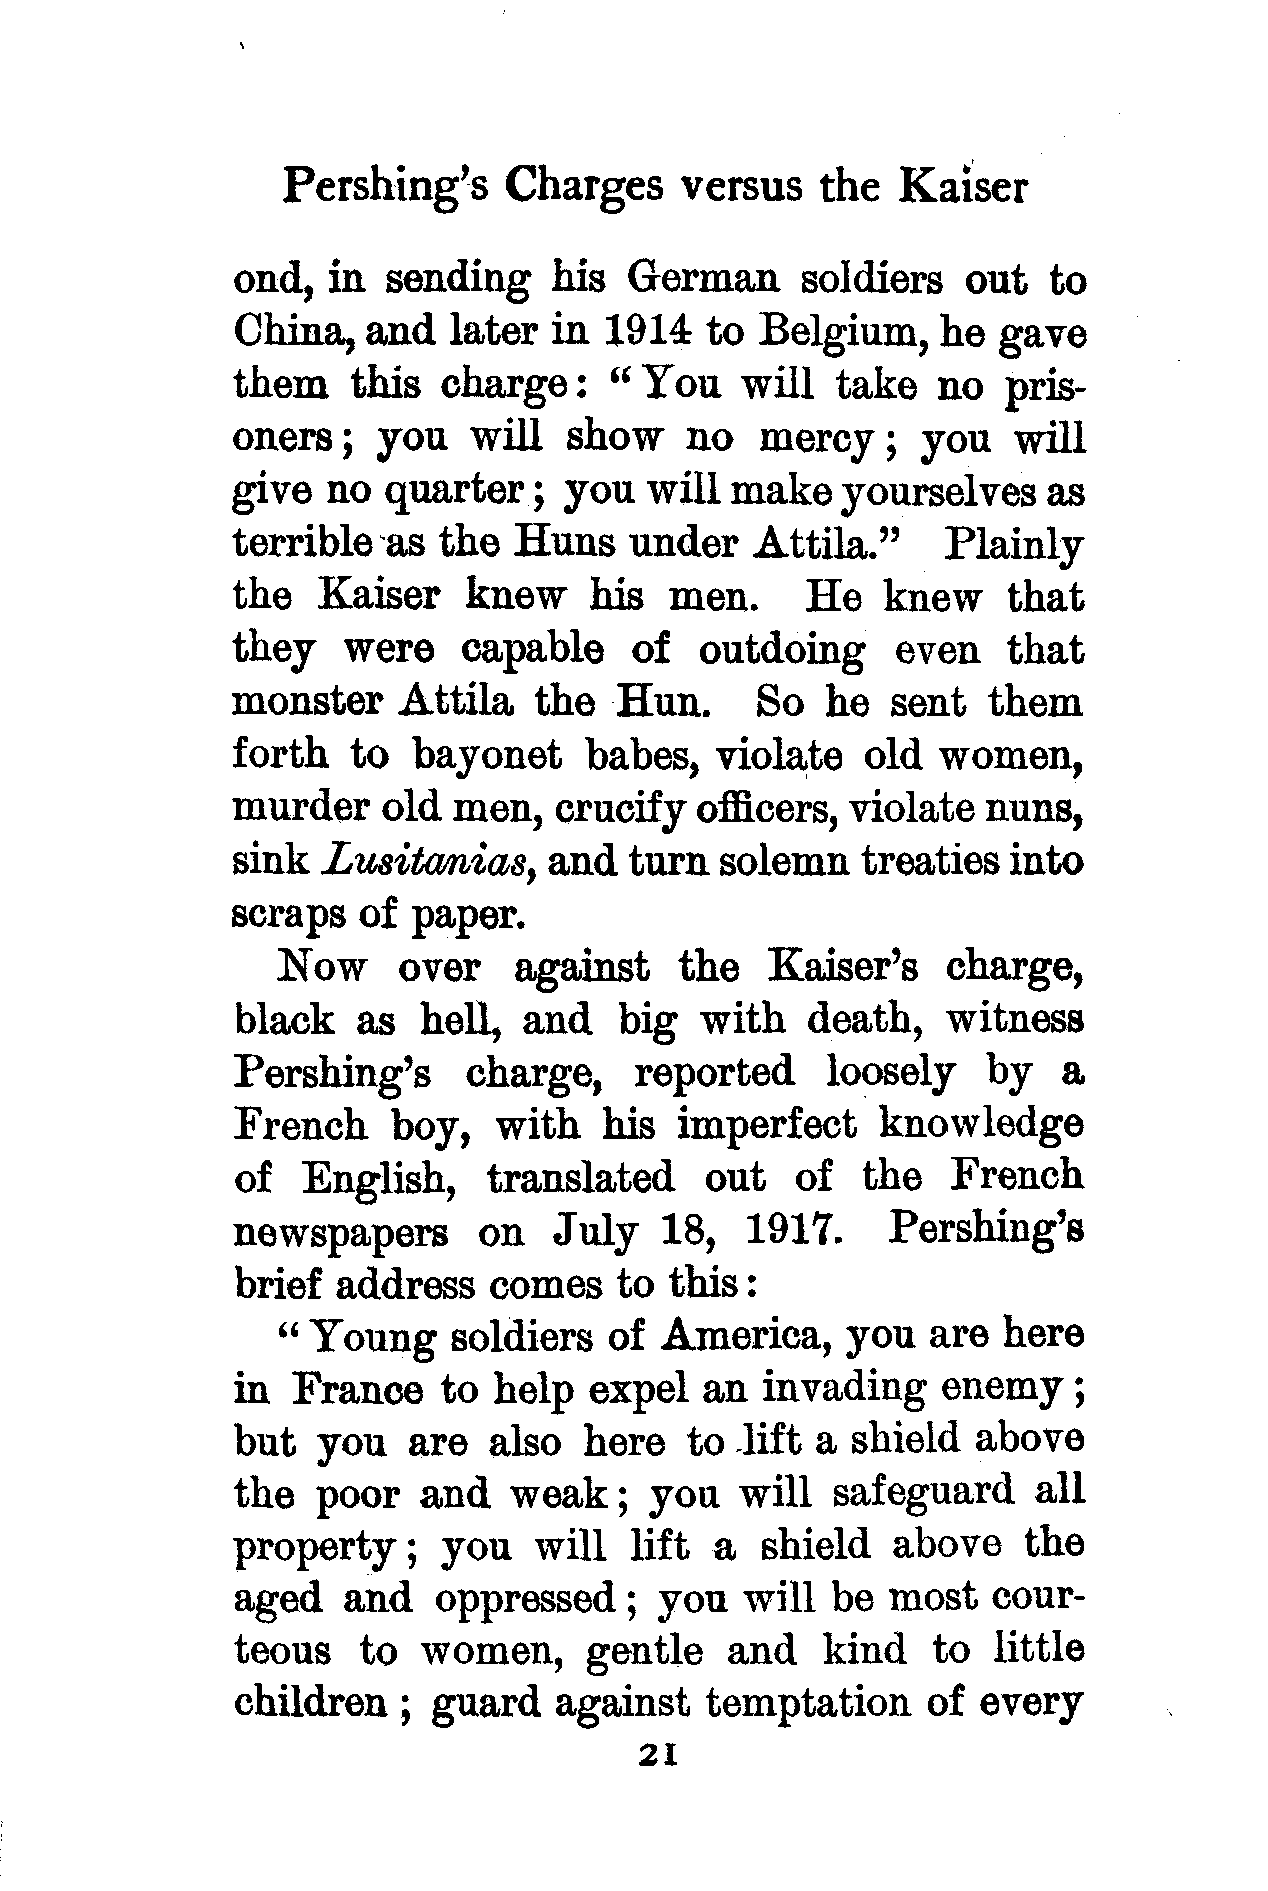 Pershing's Charges versus the Kaiser
ond, in sending his German soldiers out to
China, and later in 1914 to Belgium, he gave
them this charge: “You will take no pris-
oners; you will show no mercy; you will
give no quarter; you will make yourselves as
terrible as the Huns under Attila.” Plainly
the Kaiser knew his men. He knew that
they were capable of outdoing even that
monster Attila the Hun. So he sent them
forth to bayonet babes, violate old women,
murder old men, crucify officers, violate nuns,
sink Lusitanias, and turn solemn treaties into
scraps of paper.
Now over against the Kaiser's charge,
black as hell, and big with death, witness
Pershing's charge, reported loosely by a
French boy, with his imperfect knowledge
of English, translated out of the French
newspapers on July 18, 1917. Pershing's
brief address comes to this:
“Young soldiers of America, you are here
in France to help expel an invading enemy;
but you are also here to lift a shield above
the poor and weak; you will safeguard all
property; you will lift a shield above the
aged and oppressed; you will be most cour-
teous to women, gentle and kind to little
children; guard against temptation of every
21